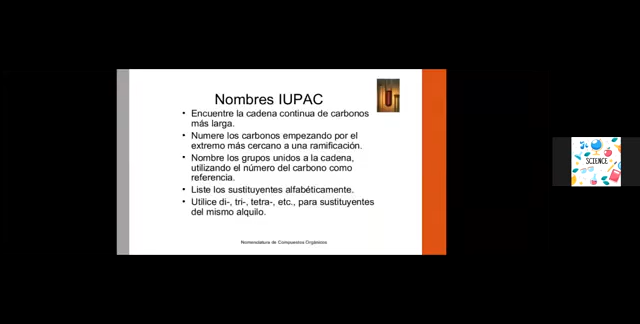 Nombres IUPAC
• Encuentre la cadena continua de carbonos
más larga.
• Numere los carbonos empezando por el
extremo más cercano a una ramificación.
• Nombre los grupos unidos a la cadena,
utilizando el número del carbono como
referencia.
• Liste los sustituyentes alfabéticamente.
• Utilice di-, tri-, tetra-, etc., para sustituyentes
del mismo alquilo.
Nomenclatura de Compuestos Orgánicos
SCIENCE